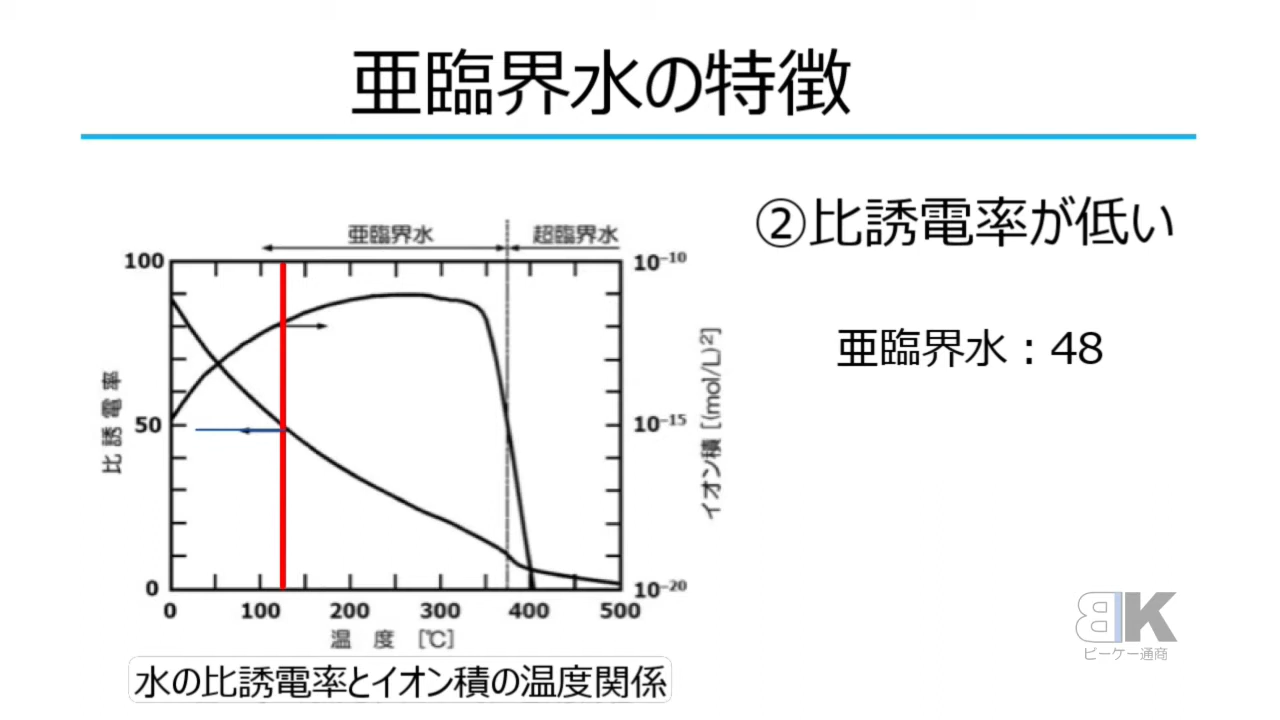 亜臨界水の特徴
②比誘電率が低い
亜臨界水：48
亜臨界水
超臨界水
100
50
0
比誘電率
10⁻¹⁰
10⁻¹⁵
10⁻²⁰
イオン積 [(mol/L)²]
0 100 200 300 400 500
温 度 [℃]
水の比誘電率とイオン積の温度関係
BK
ビーケー通商